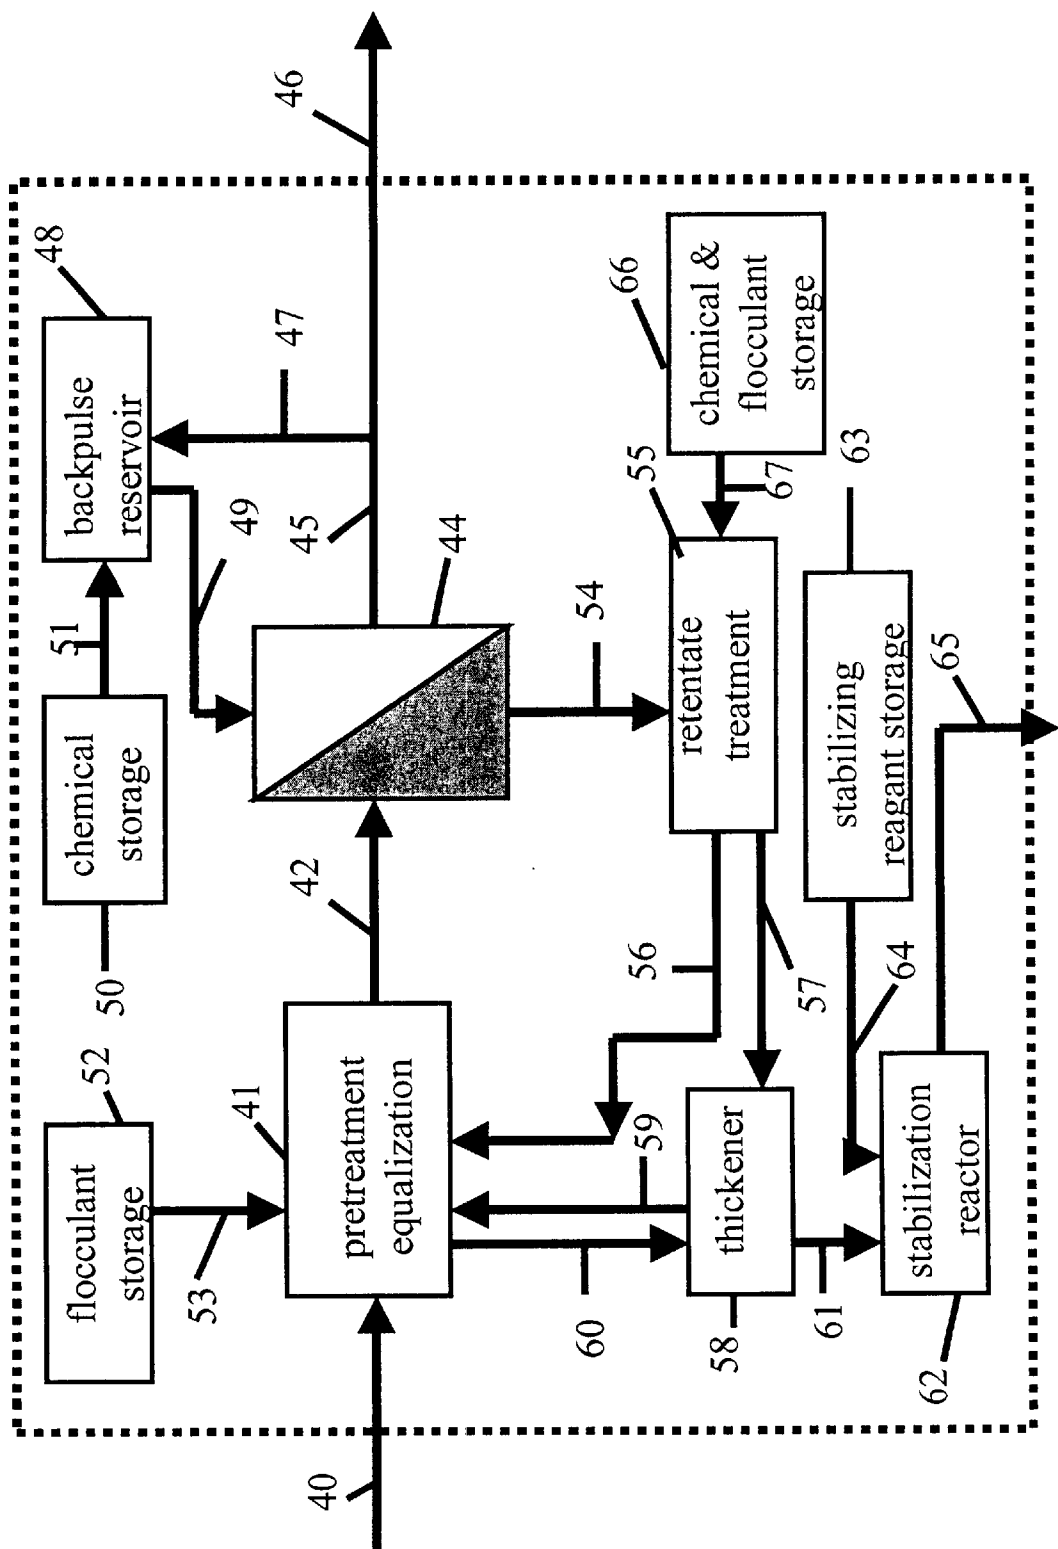 46
48
backpulse
reservoir
47
49
45
44
51
chemical
storage
50
42
52
flocculant
storage
53
41
pretreatment
equalization
40
66
chemical &
flocculant
storage
67
55
retentate
treatment
54
63
stabilizing
reagant storage
65
64
56
57
59
thickener
60
58
61
stabilization
reactor
62